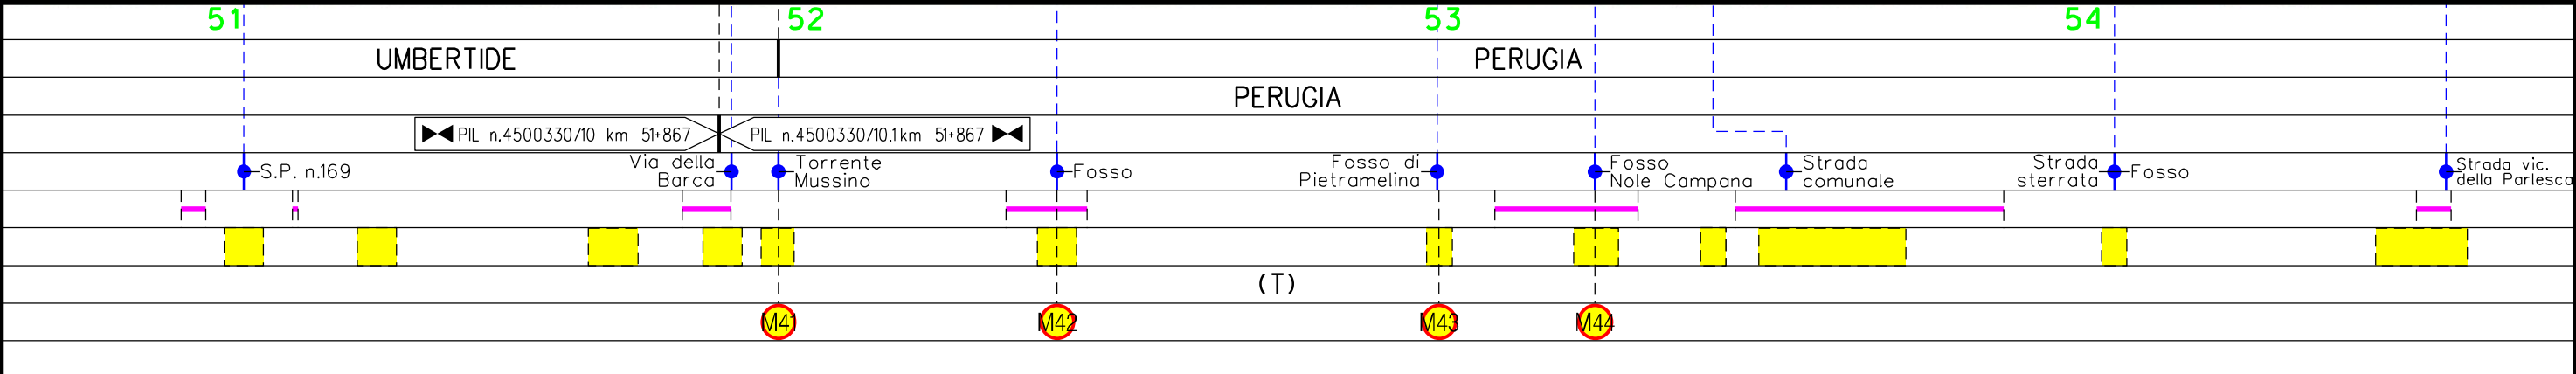 51 52 53 54
UMBERTIDE PERUGIA
PERUGIA
PIL n.4500330/10 km 51+867 PIL n.4500330/10.1km 51+867
S.P. n.169
Via della
Barca
Torrente
Mussino
Fosso
Fosso di
Pietramelina
Fosso
Nole Campana
Strada
comunale
Strada
sterrata
Fosso
Strada vic.
della Parlesca
(T)
M41 M42 M43 M44